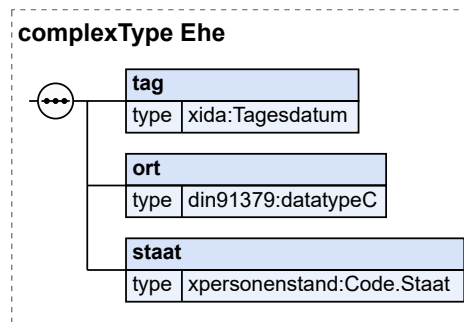 complexType Ehe
tag
type xida:Tagesdatum
ort
type din91379:datatypeC
staat
type xpersonenstand:Code.Staat